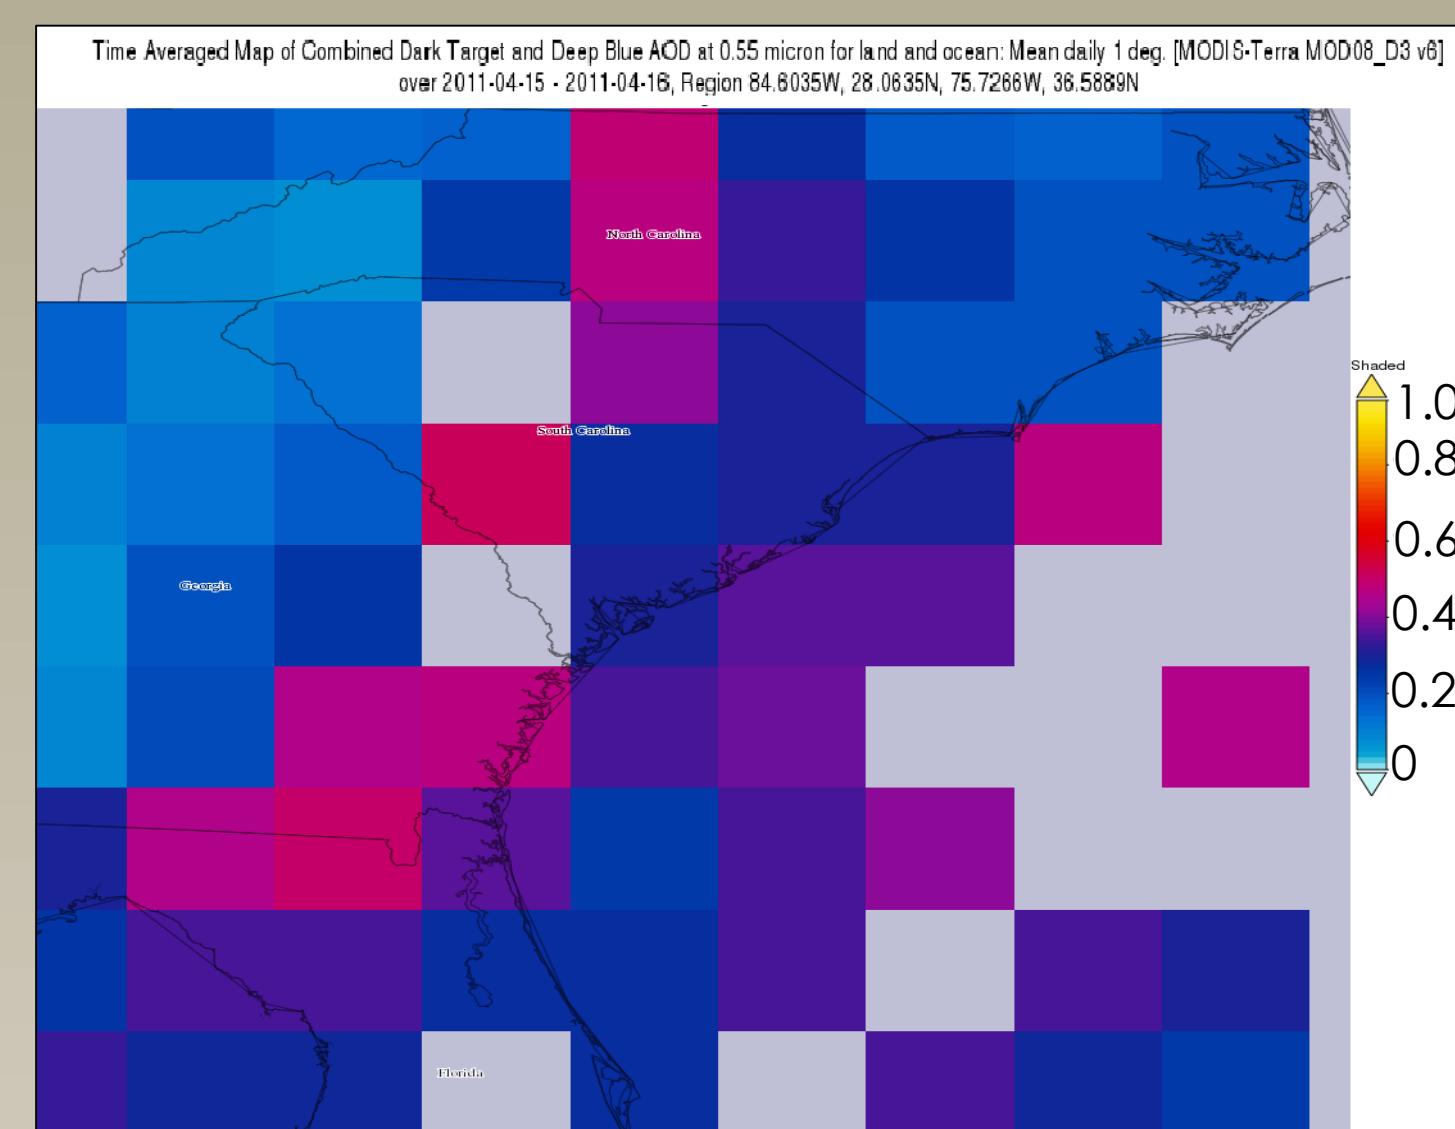 Time Averaged Map of Combined Dark Target and Deep Blue AOD at 0.55 micron for land and ocean: Mean daily 1 deg. [MODIS-Terra MOD08_D3 v6]
over 2011-04-15 - 2011-04-16, Region 84.6035W, 28.0635N, 75.7266W, 36.5889N
North Carolina
Shaded
1.0
South Carolina
0.8
0.6
Georgia
0.4
0.2
0
Florida